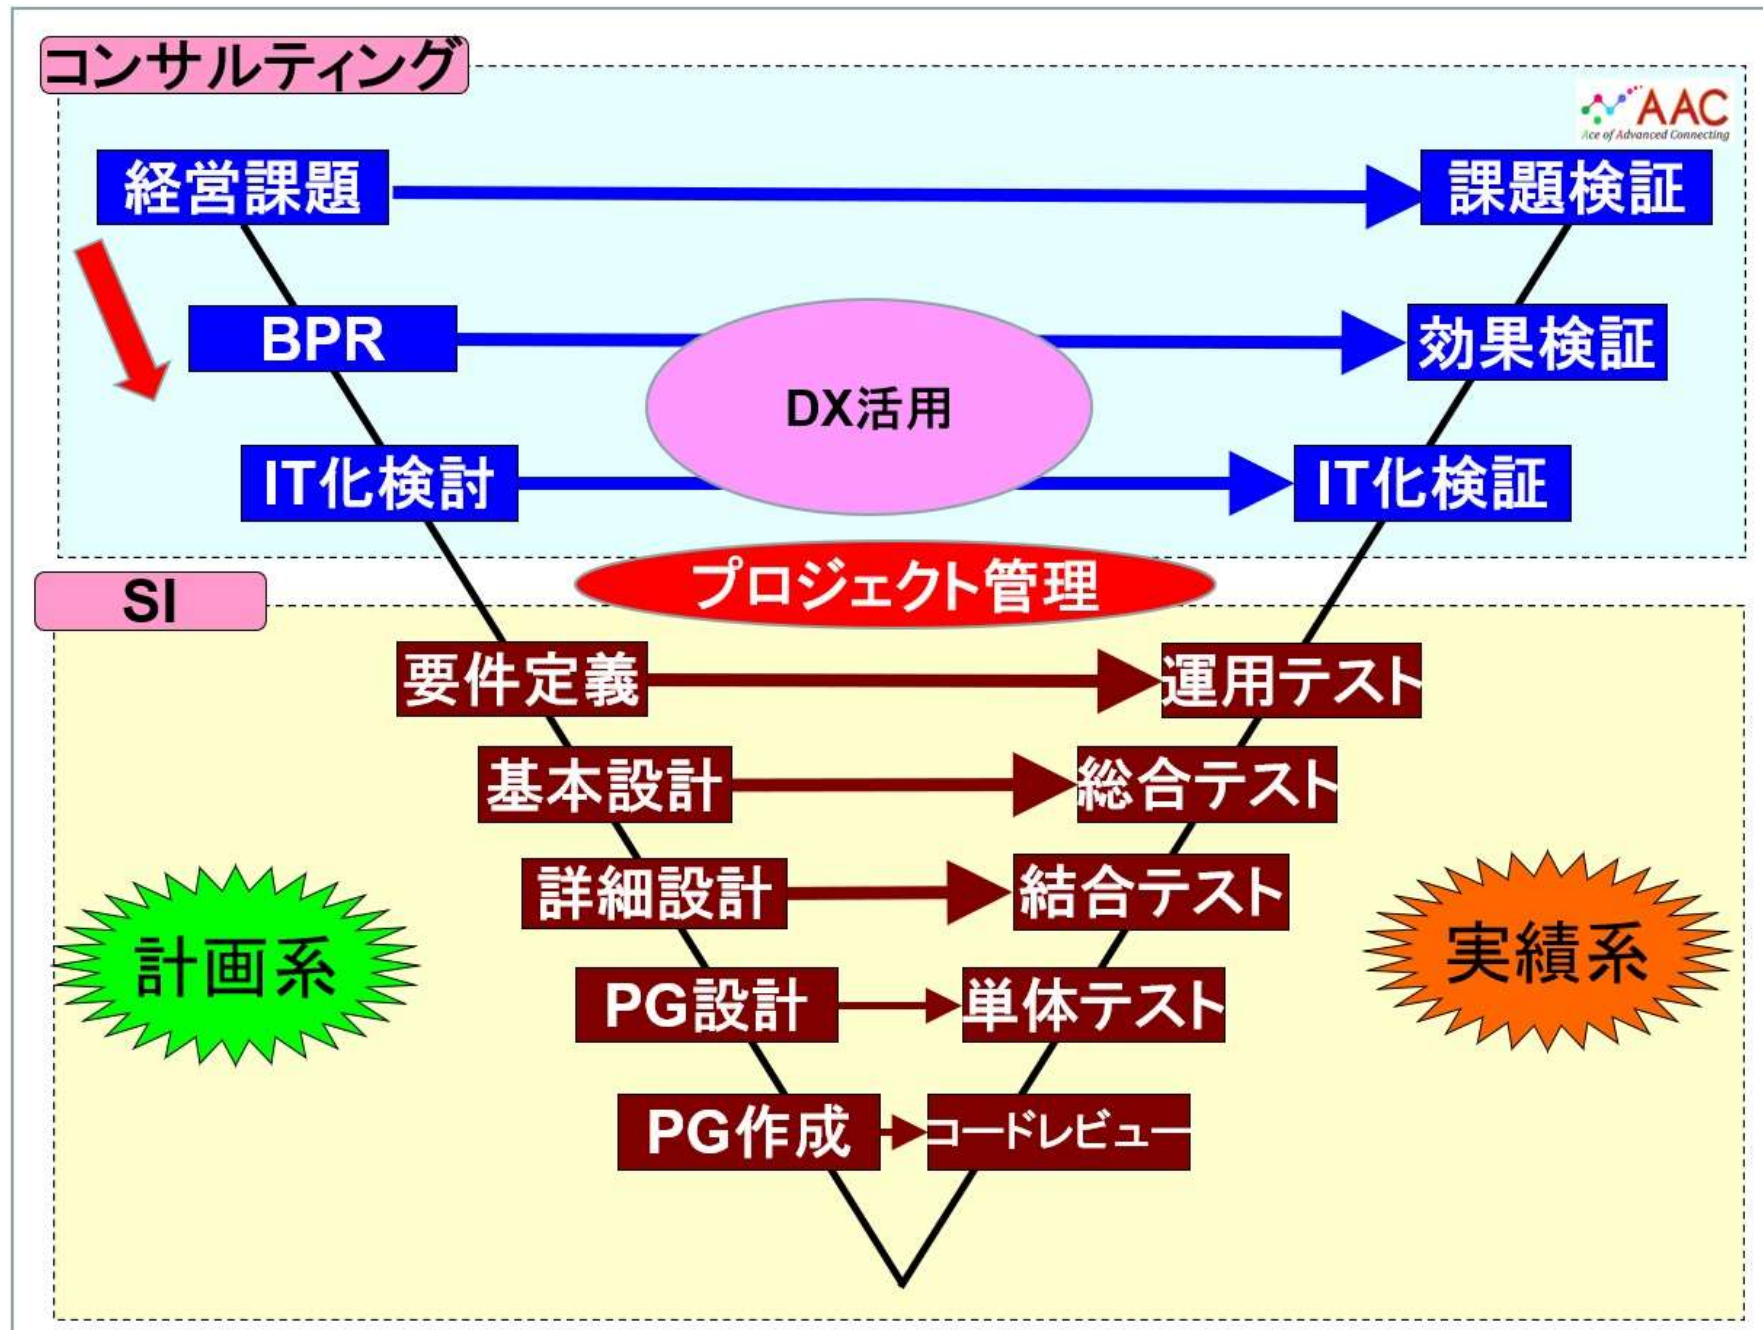 コンサルティング
AAC
Ace of Advanced Connecting
経営課題
課題検証
BPR
効果検証
DX活用
IT化検討
IT化検証
プロジェクト管理
SI
要件定義
運用テスト
基本設計
総合テスト
詳細設計
結合テスト
計画系
実績系
PG設計
単体テスト
PG作成
コードレビュー